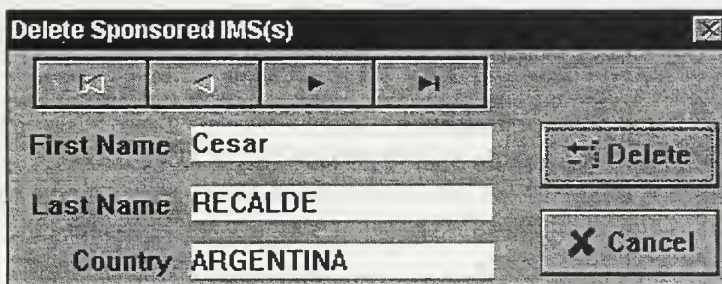 Delete Sponsored IMS(s)
First Name Cesar
Delete
Last Name RECALDE
Cancel
Country ARGENTINA